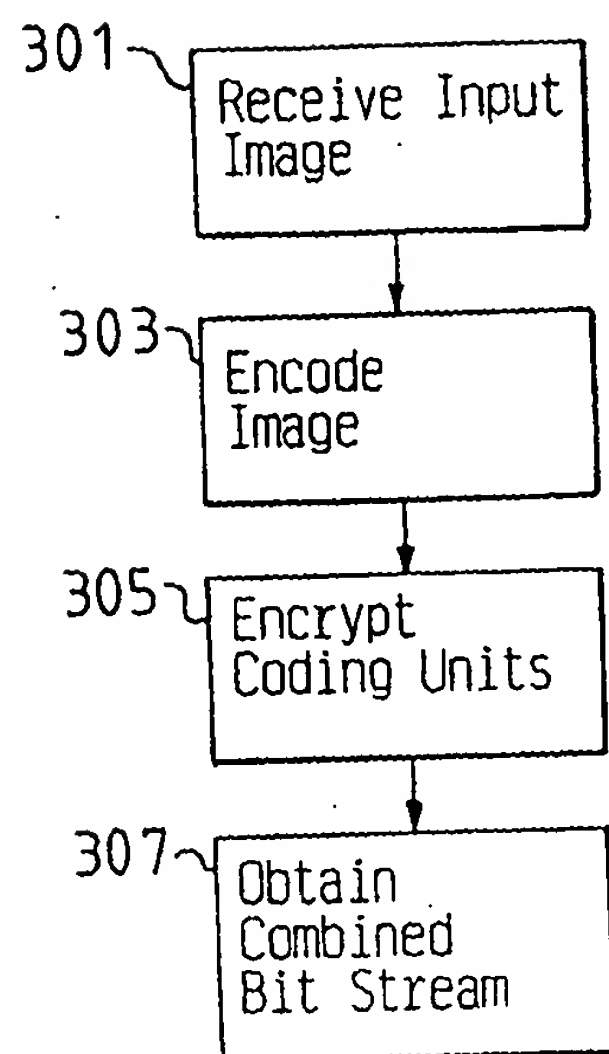 301
Receive Input
Image
303
Encode
Image
305
Encrypt
Coding Units
307
Obtain
Combined
Bit Stream